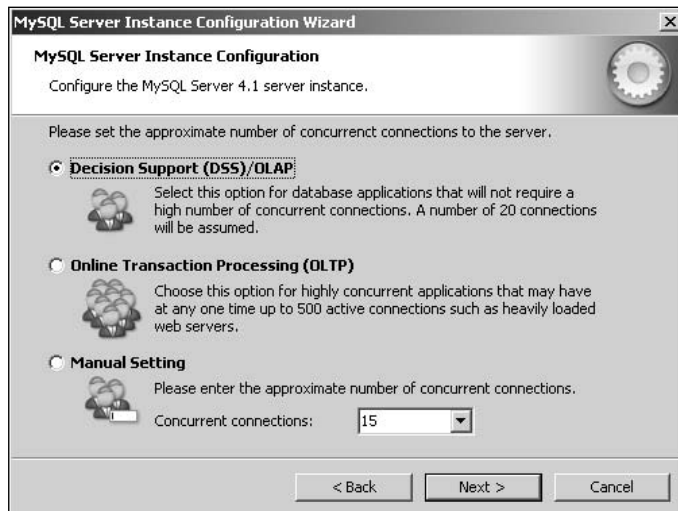 MySQL Server Instance Configuration Wizard
MySQL Server Instance Configuration
Configure the MySQL Server 4.1 server instance.
Please set the approximate number of concurrenct connections to the server.
Decision Support (DSS)/OLAP
Select this option for database applications that will not require a
high number of concurrent connections. A number of 20 connections
will be assumed.
Online Transaction Processing (OLTP)
Choose this option for highly concurrent applications that may have
at any one time up to 500 active connections such as heavily loaded
web servers.
Manual Setting
Please enter the approximate number of concurrent connections.
Concurrent connections: 15
< Back Next > Cancel